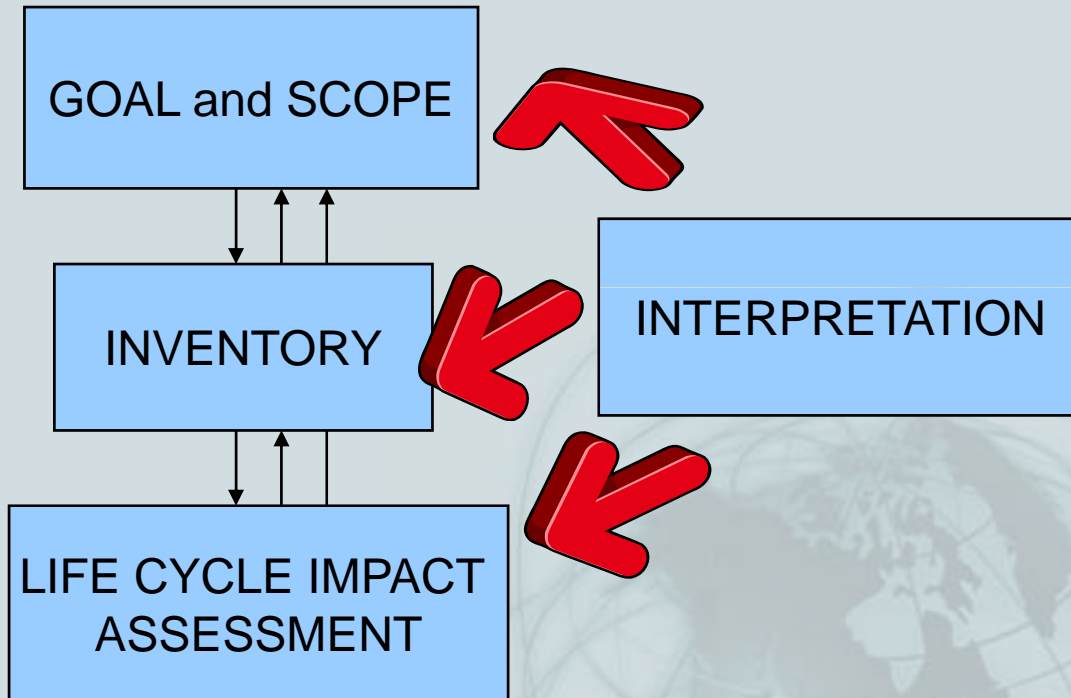 GOAL and SCOPE
INVENTORY
INTERPRETATION
LIFE CYCLE IMPACT
ASSESSMENT